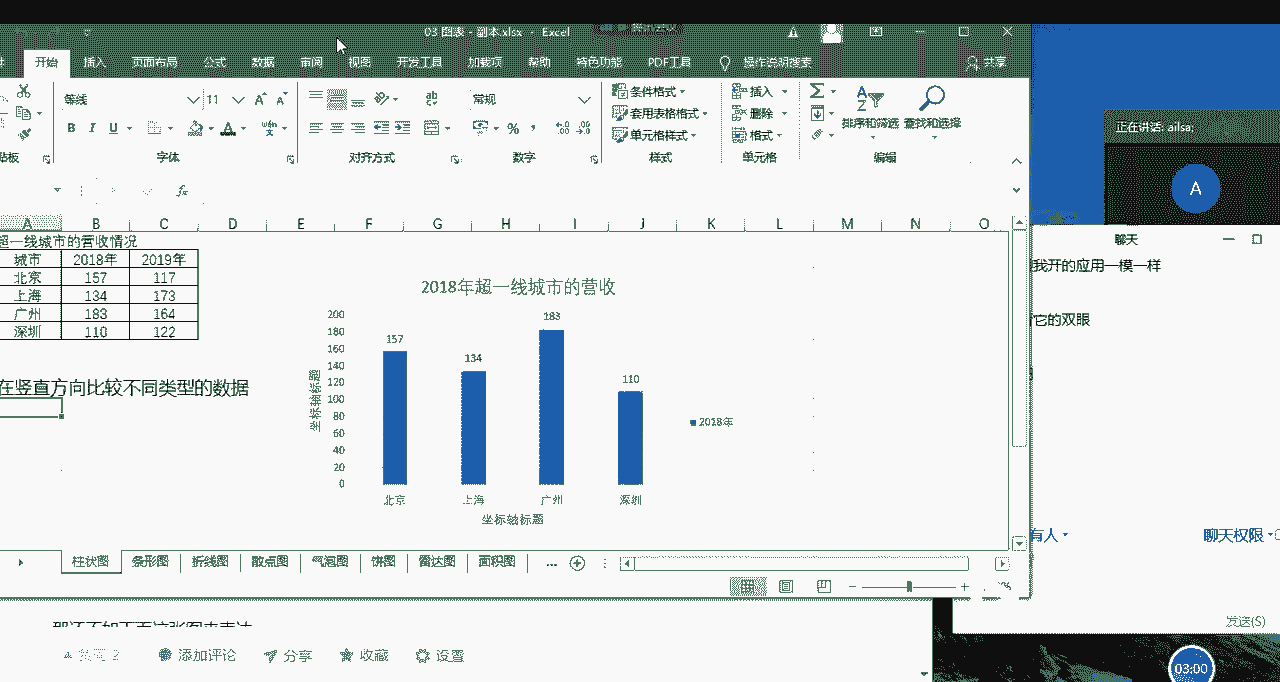 03 图表 - 副本.xlsx - Excel
开始 插入 页面布局 公式 数据 审阅 视图 开发工具 加载项 帮助 特色功能 PDF工具 操作说明搜索 共享
等线 11 常规 条件格式 插入
套用表格格式 删除 排序和筛选 查找和选择
B I U % 单元格样式 格式
贴板 字体 对齐方式 数字 样式 单元格 编辑
fx
A B C D E F G H I J K L M N O
超一线城市的营收情况
城市 2018年 2019年
北京 157 117
上海 134 173
广州 183 164
深圳 110 122
在竖直方向比较不同类型的数据
2018年超一线城市的营收
200
180
160
140
120
100
80
60
40
20
0
坐标轴标题
157 134 183 110
2018年
北京 上海 广州 深圳
坐标轴标题
柱状图 条形图 折线图 散点图 气泡图 饼图 雷达图 面积图 ...
添加评论 分享 收藏 设置
正在讲话: ailsa;
A
聊天
我开的应用一模一样
它的双眼
有人 聊天权限
发送(S)
03:00